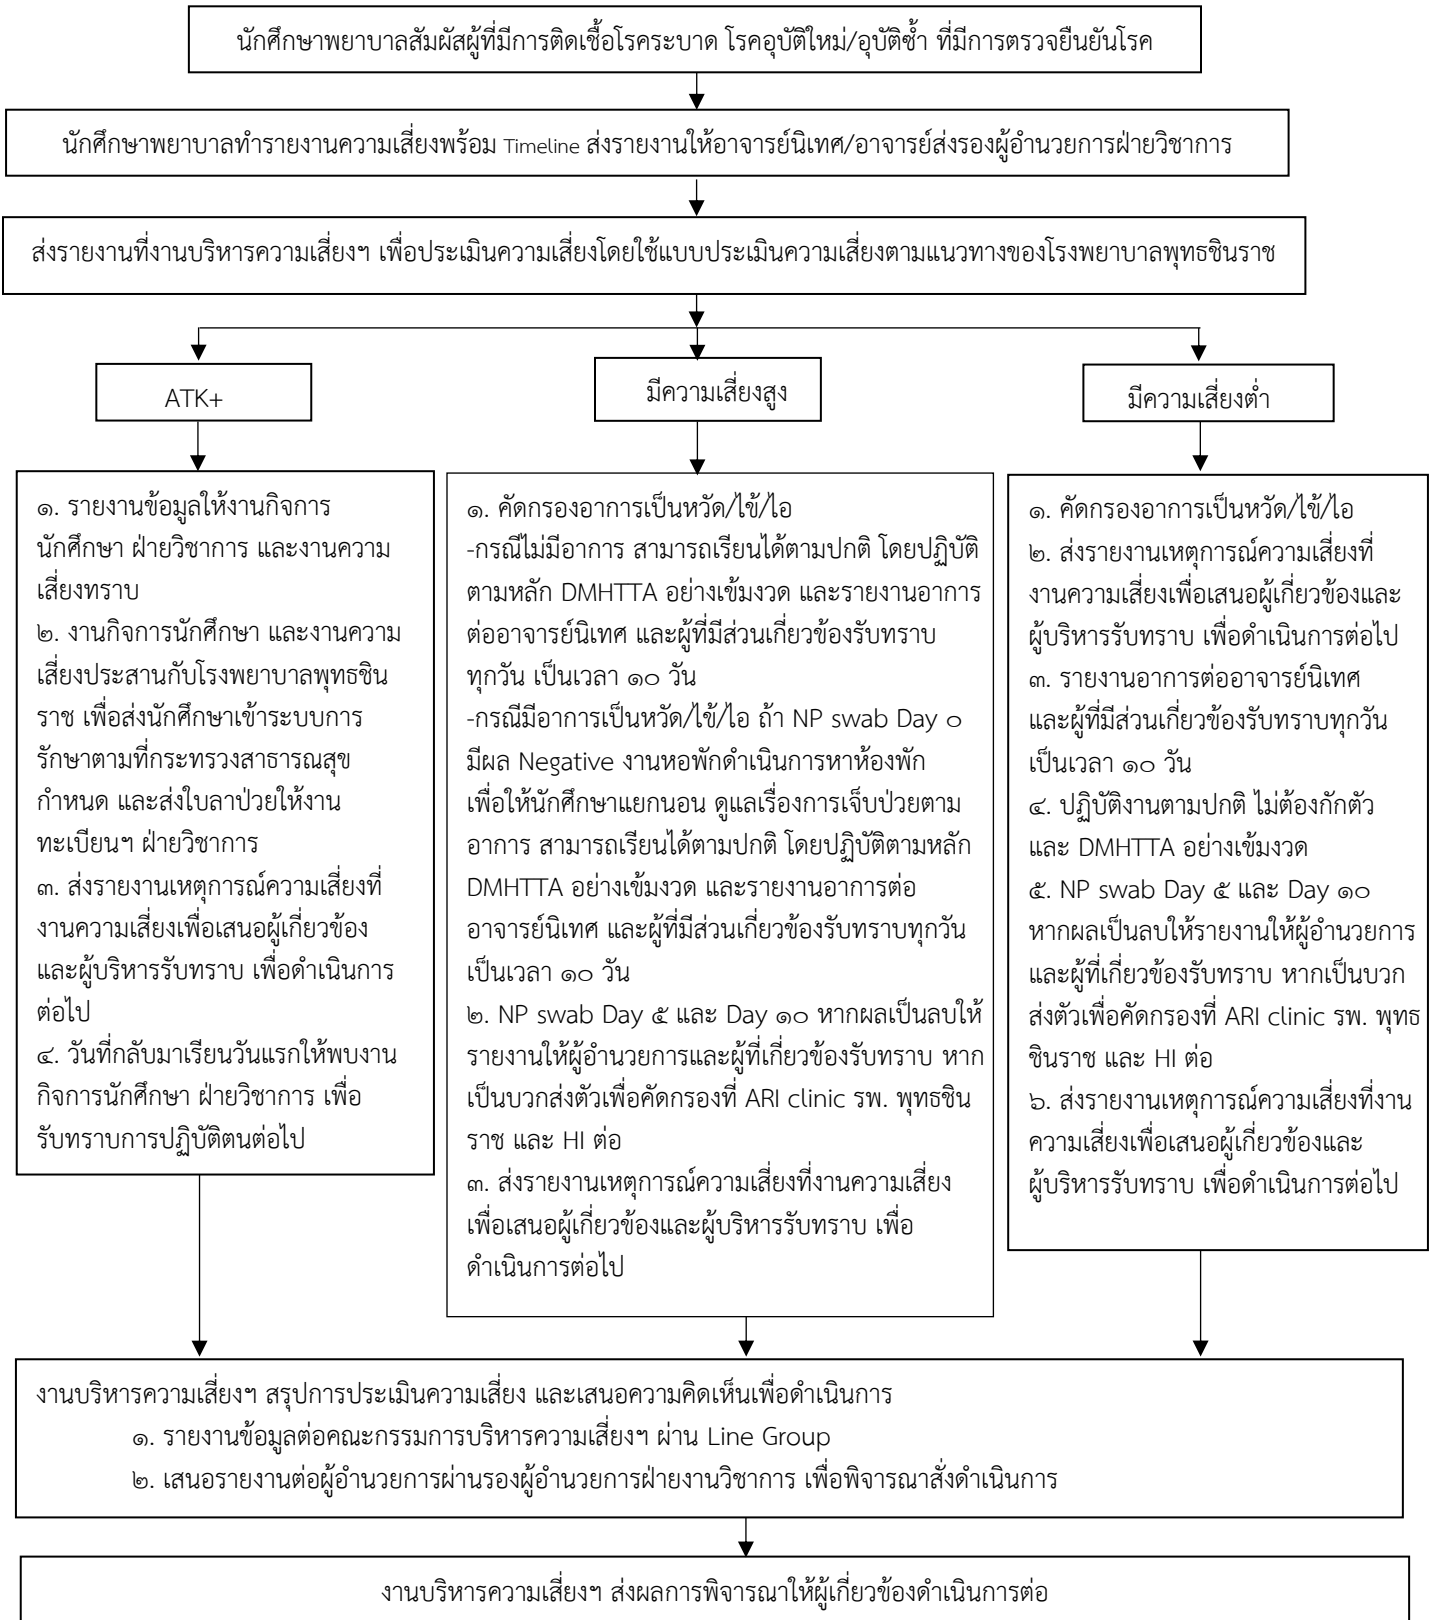 นักศึกษาพยาบาลสัมผัสผู้ที่มีการติดเชื้อโรคระบาด โรคอุบัติใหม่/อุบัติซ้ำ ที่มีการตรวจยืนยันโรค
นักศึกษาพยาบาลทำรายงานความเสี่ยงพร้อม Timeline ส่งรายงานให้อาจารย์นิเทศ/อาจารย์ส่งรองผู้อำนวยการฝ่ายวิชาการ
ส่งรายงานที่งานบริหารความเสี่ยงฯ เพื่อประเมินความเสี่ยงโดยใช้แบบประเมินความเสี่ยงตามแนวทางของโรงพยาบาลพุทธชินราช
ATK+
๑. รายงานข้อมูลให้งานกิจการ
นักศึกษา ฝ่ายวิชาการ และงานความ
เสี่ยงทราบ
๒. งานกิจการนักศึกษา และงานความ
เสี่ยงประสานกับโรงพยาบาลพุทธชิน
ราช เพื่อส่งนักศึกษาเข้าระบบการ
รักษาตามที่กระทรวงสาธารณสุข
กำหนด และส่งใบลาป่วยให้งาน
ทะเบียนฯ ฝ่ายวิชาการ
๓. ส่งรายงานเหตุการณ์ความเสี่ยงที่
งานความเสี่ยงเพื่อเสนอผู้เกี่ยวข้อง
และผู้บริหารรับทราบ เพื่อดำเนินการ
ต่อไป
๔. วันที่กลับมาเรียนวันแรกให้พบงาน
กิจการนักศึกษา ฝ่ายวิชาการ เพื่อ
รับทราบการปฏิบัติตนต่อไป
มีความเสี่ยงสูง
๑. คัดกรองอาการเป็นหวัด/ไข้/ไอ
-กรณีไม่มีอาการ สามารถเรียนได้ตามปกติ โดยปฏิบัติ
ตามหลัก DMHTTA อย่างเข้มงวด และรายงานอาการ
ต่ออาจารย์นิเทศ และผู้ที่มีส่วนเกี่ยวข้องรับทราบ
ทุกวัน เป็นเวลา ๑๐ วัน
-กรณีมีอาการเป็นหวัด/ไข้/ไอ ถ้า NP swab Day ๐
มีผล Negative งานหอพักดำเนินการหาห้องพัก
เพื่อให้นักศึกษาแยกนอน ดูแลเรื่องการเจ็บป่วยตาม
อาการ สามารถเรียนได้ตามปกติ โดยปฏิบัติตามหลัก
DMHTTA อย่างเข้มงวด และรายงานอาการต่อ
อาจารย์นิเทศ และผู้ที่มีส่วนเกี่ยวข้องรับทราบทุกวัน
เป็นเวลา ๑๐ วัน
๒. NP swab Day ๕ และ Day ๑๐ หากผลเป็นลบให้
รายงานให้ผู้อำนวยการและผู้ที่เกี่ยวข้องรับทราบ หาก
เป็นบวกส่งตัวเพื่อคัดกรองที่ ARI clinic รพ. พุทธชิน
ราช และ HI ต่อ
๓. ส่งรายงานเหตุการณ์ความเสี่ยงที่งานความเสี่ยง
เพื่อเสนอผู้เกี่ยวข้องและผู้บริหารรับทราบ เพื่อ
ดำเนินการต่อไป
มีความเสี่ยงต่ำ
๑. คัดกรองอาการเป็นหวัด/ไข้/ไอ
๒. ส่งรายงานเหตุการณ์ความเสี่ยงที่
งานความเสี่ยงเพื่อเสนอผู้เกี่ยวข้องและ
ผู้บริหารรับทราบ เพื่อดำเนินการต่อไป
๓. รายงานอาการต่ออาจารย์นิเทศ
และผู้ที่มีส่วนเกี่ยวข้องรับทราบทุกวัน
เป็นเวลา ๑๐ วัน
๔. ปฏิบัติงานตามปกติ ไม่ต้องกักตัว
และ DMHTTA อย่างเข้มงวด
๕. NP swab Day ๕ และ Day ๑๐
หากผลเป็นลบให้รายงานให้ผู้อำนวยการ
และผู้ที่เกี่ยวข้องรับทราบ หากเป็นบวก
ส่งตัวเพื่อคัดกรองที่ ARI clinic รพ. พุทธ
ชินราช และ HI ต่อ
๖. ส่งรายงานเหตุการณ์ความเสี่ยงที่งาน
ความเสี่ยงเพื่อเสนอผู้เกี่ยวข้องและ
ผู้บริหารรับทราบ เพื่อดำเนินการต่อไป
งานบริหารความเสี่ยงฯ สรุปการประเมินความเสี่ยง และเสนอความคิดเห็นเพื่อดำเนินการ
๑. รายงานข้อมูลต่อคณะกรรมการบริหารความเสี่ยงฯ ผ่าน Line Group
๒. เสนอรายงานต่อผู้อำนวยการผ่านรองผู้อำนวยการฝ่ายงานวิชาการ เพื่อพิจารณาสั่งดำเนินการ
งานบริหารความเสี่ยงฯ ส่งผลการพิจารณาให้ผู้เกี่ยวข้องดำเนินการต่อ